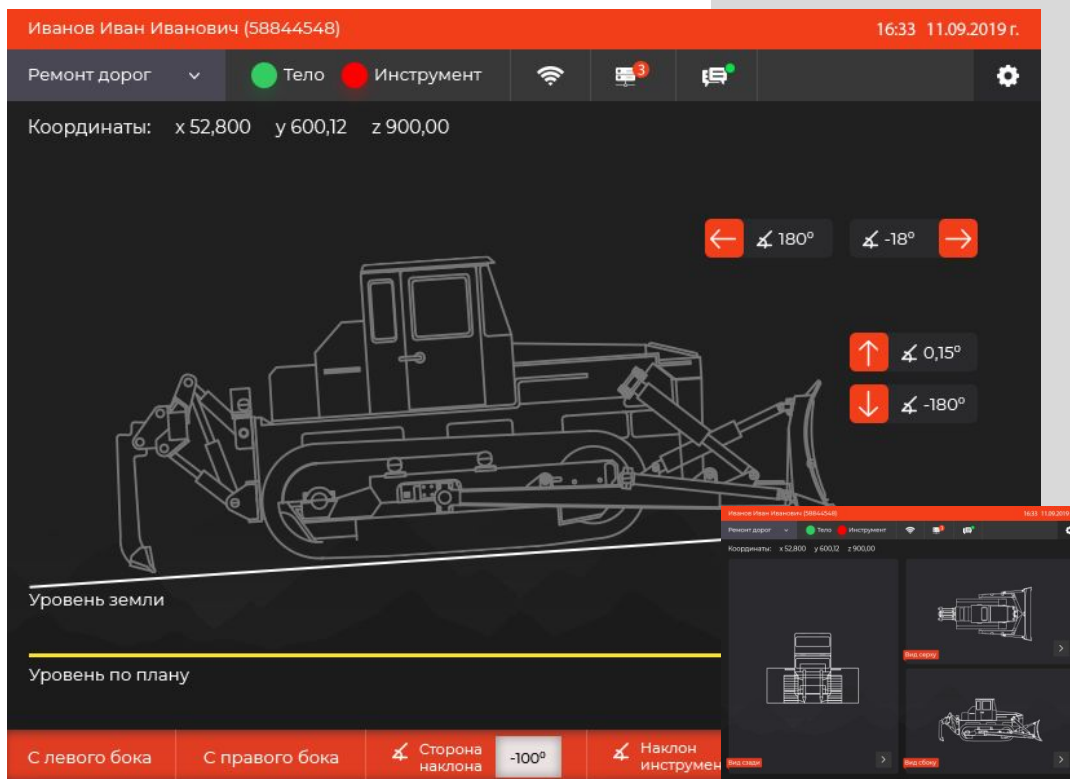 Иванов Иван Иванович (58844548)
16:33 11.09.2019 г.
Ремонт дорог
Тело
Инструмент
3
Координаты: x 52,800 y 600,12 z 900,00
180°
-18°
0,15°
-180°
Уровень земли
Уровень по плану
С левого бока
С правого бока
Сторона
наклона
-100°
Наклон
инструмен
Иванов Иван Иванович (58844548)
16:33 11.09.2019
Ремонт дорог
Тело
Инструмент
Координаты: x 52,800 y 600,12 z 900,00
Вид серху
Вид сзади
Вид сбоку